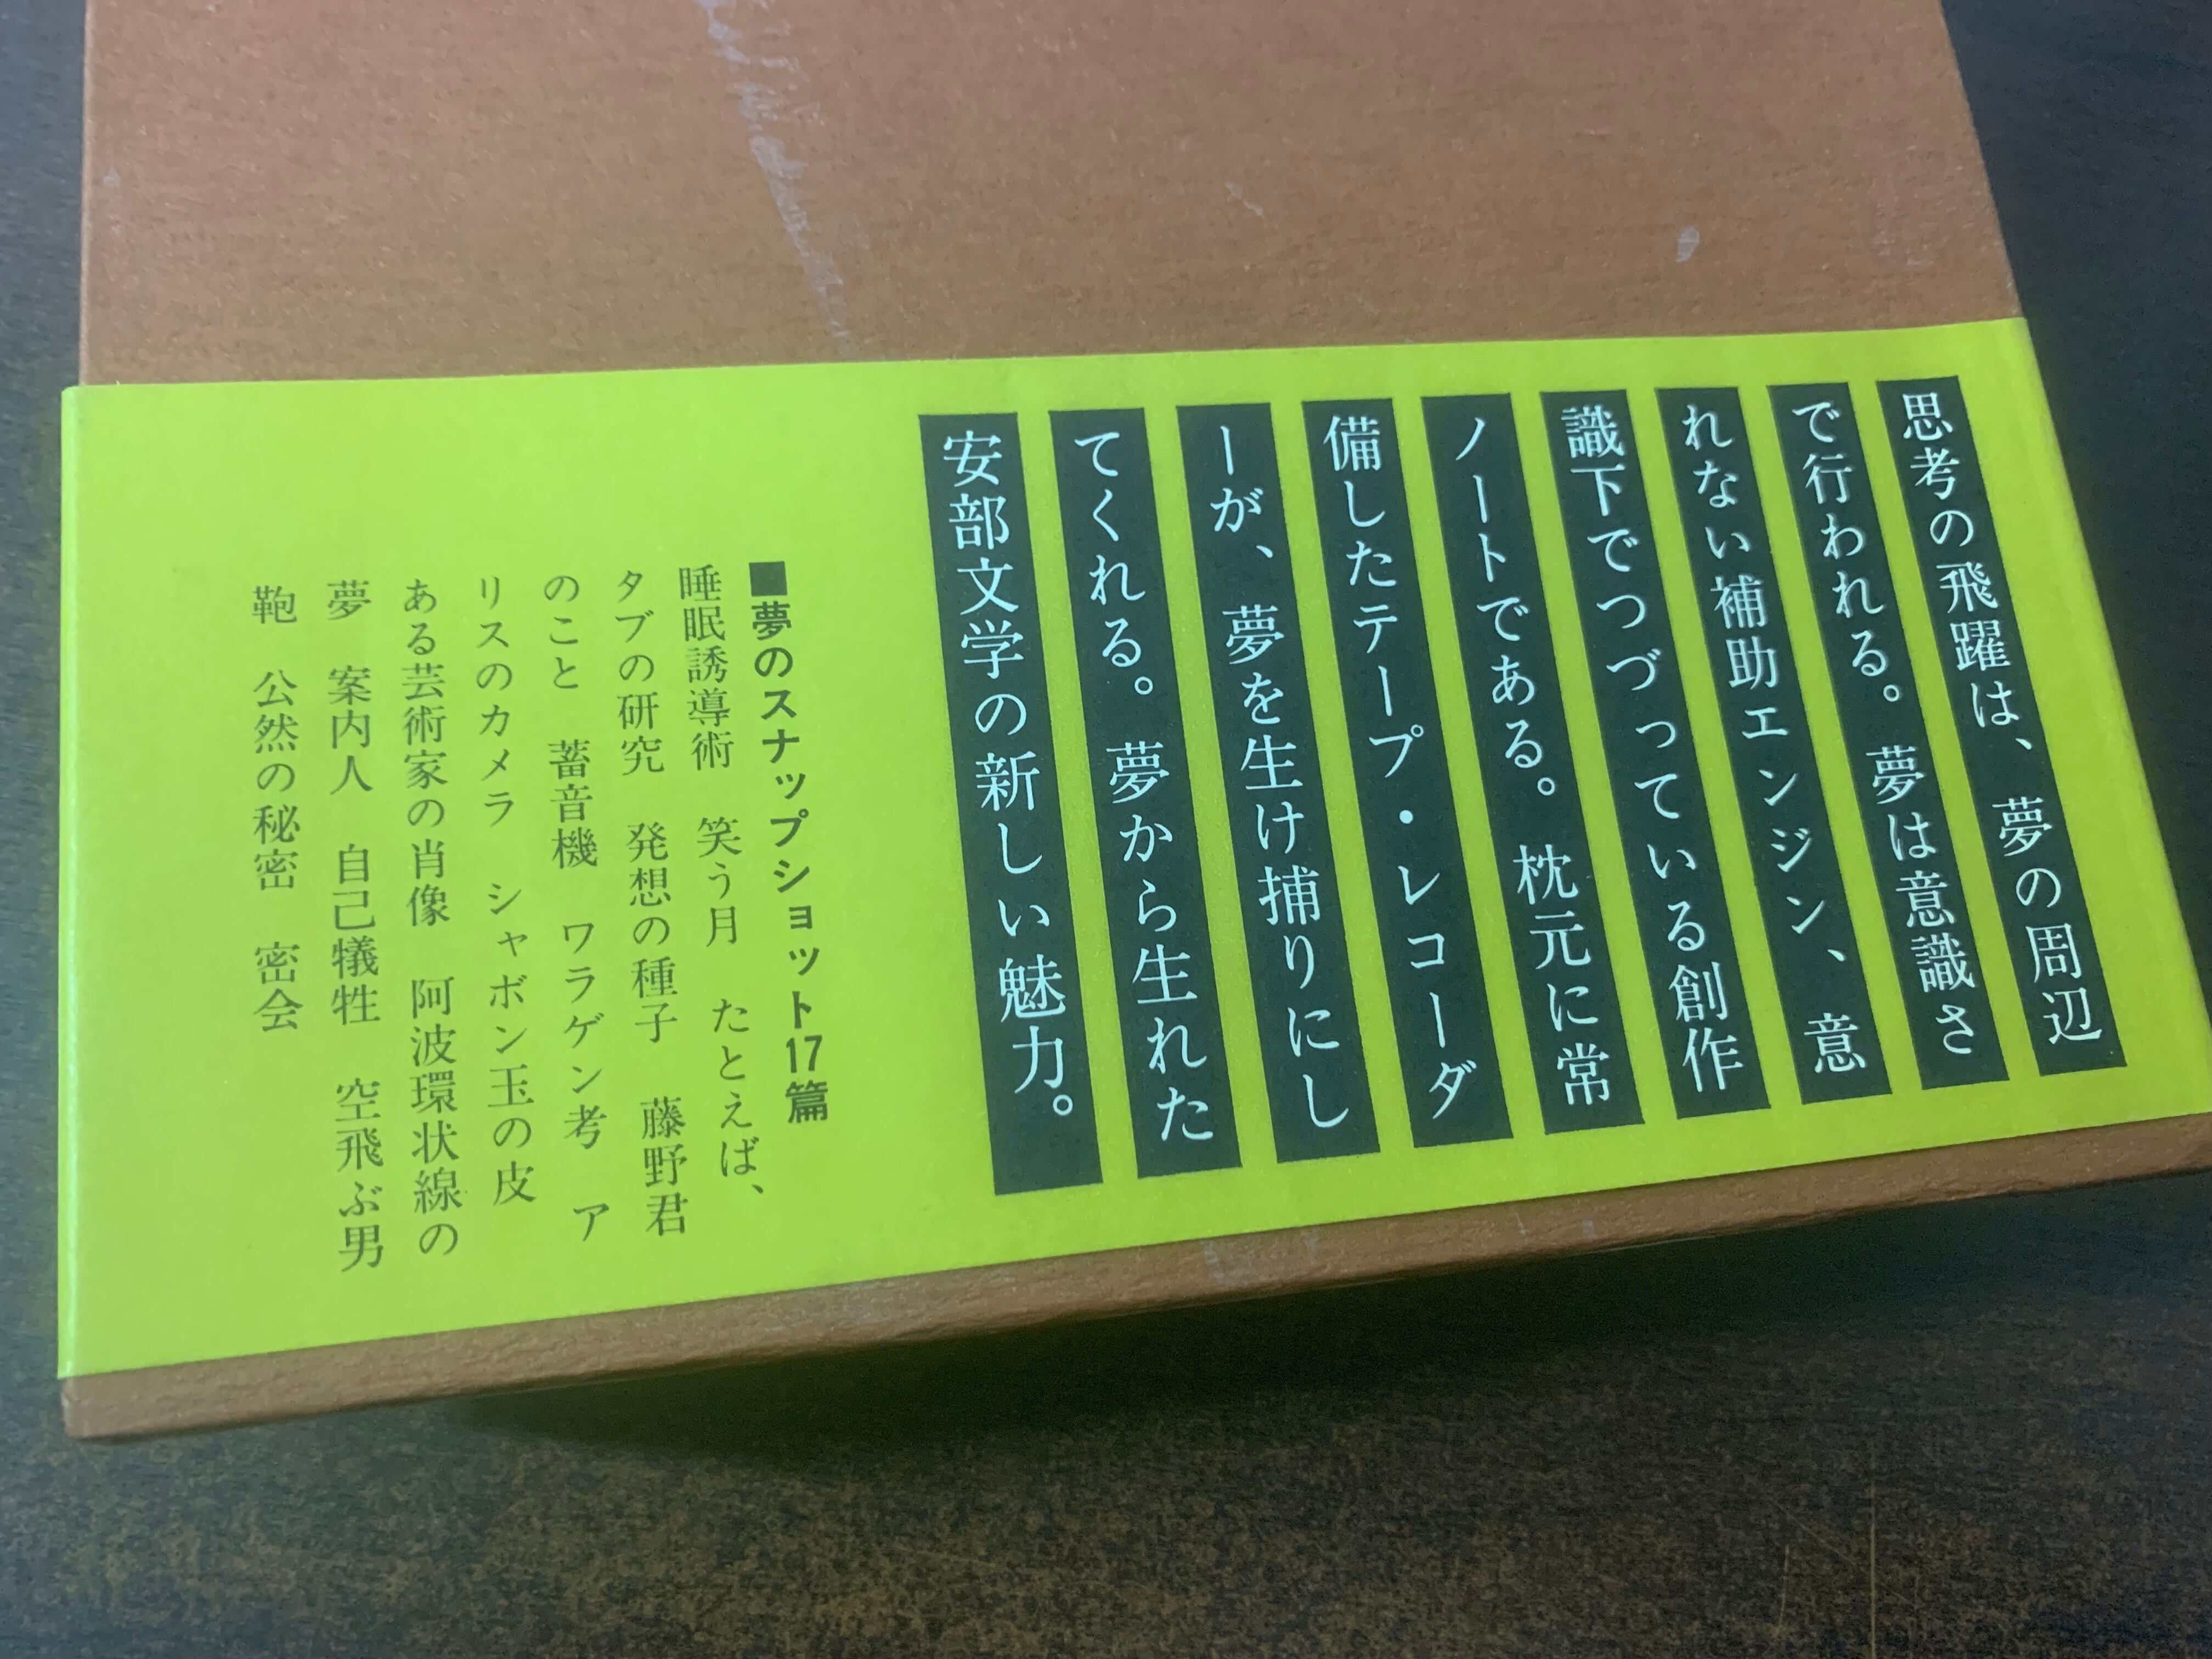 思考の飛躍は、夢の周辺
で行われる。夢は意識さ
れない補助エンジン、意
識下でつづっている創作
ノートである。枕元に常
備したテープ・レコーダ
ーが、夢を生け捕りにし
てくれる。夢から生れた
安部文学の新しい魅力。
■夢のスナップショット17篇
睡眠誘導術　笑う月　たとえば、
タブの研究　発想の種子　藤野君
のこと　蓄音機　ワラゲン考　ア
リスのカメラ　シャボン玉の皮
ある芸術家の肖像　阿波環状線の
夢　案内人　自己犠牲　空飛ぶ男
鞄　公然の秘密　密会